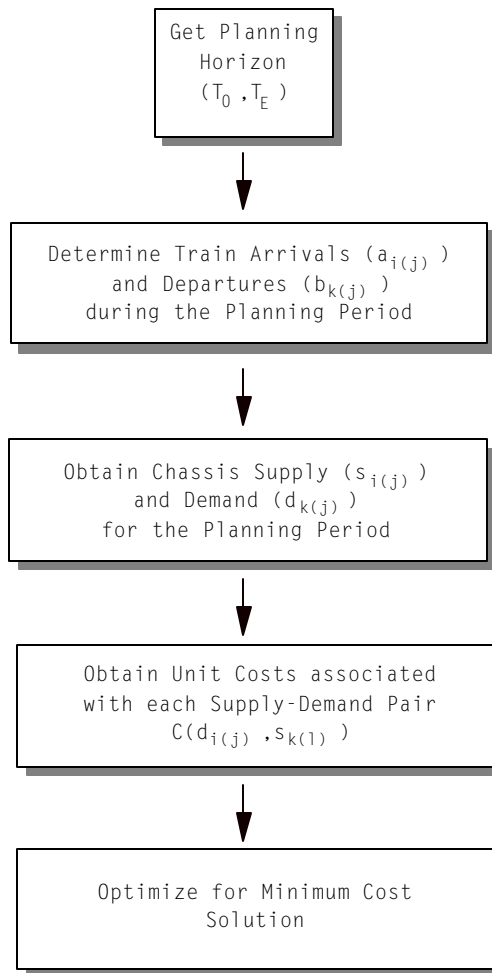 Get Planning
Horizon
(T0 ,TE )
Determine Train Arrivals (ai(j) )
and Departures (bk(j) )
during the Planning Period
Obtain Chassis Supply (si(j) )
and Demand (dk(j) )
for the Planning Period
Obtain Unit Costs associated
with each Supply-Demand Pair
C(di(j) ,sk(l) )
Optimize for Minimum Cost
Solution